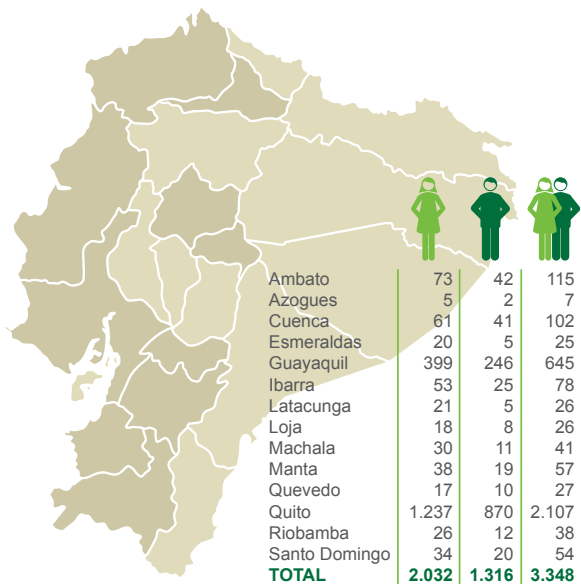 Ambato 73 42 115
Azogues 5 2 7
Cuenca 61 41 102
Esmeraldas 20 5 25
Guayaquil 399 246 645
Ibarra 53 25 78
Latacunga 21 5 26
Loja 18 8 26
Machala 30 11 41
Manta 38 19 57
Quevedo 17 10 27
Quito 1.237 870 2.107
Riobamba 26 12 38
Santo Domingo 34 20 54
TOTAL 2.032 1.316 3.348